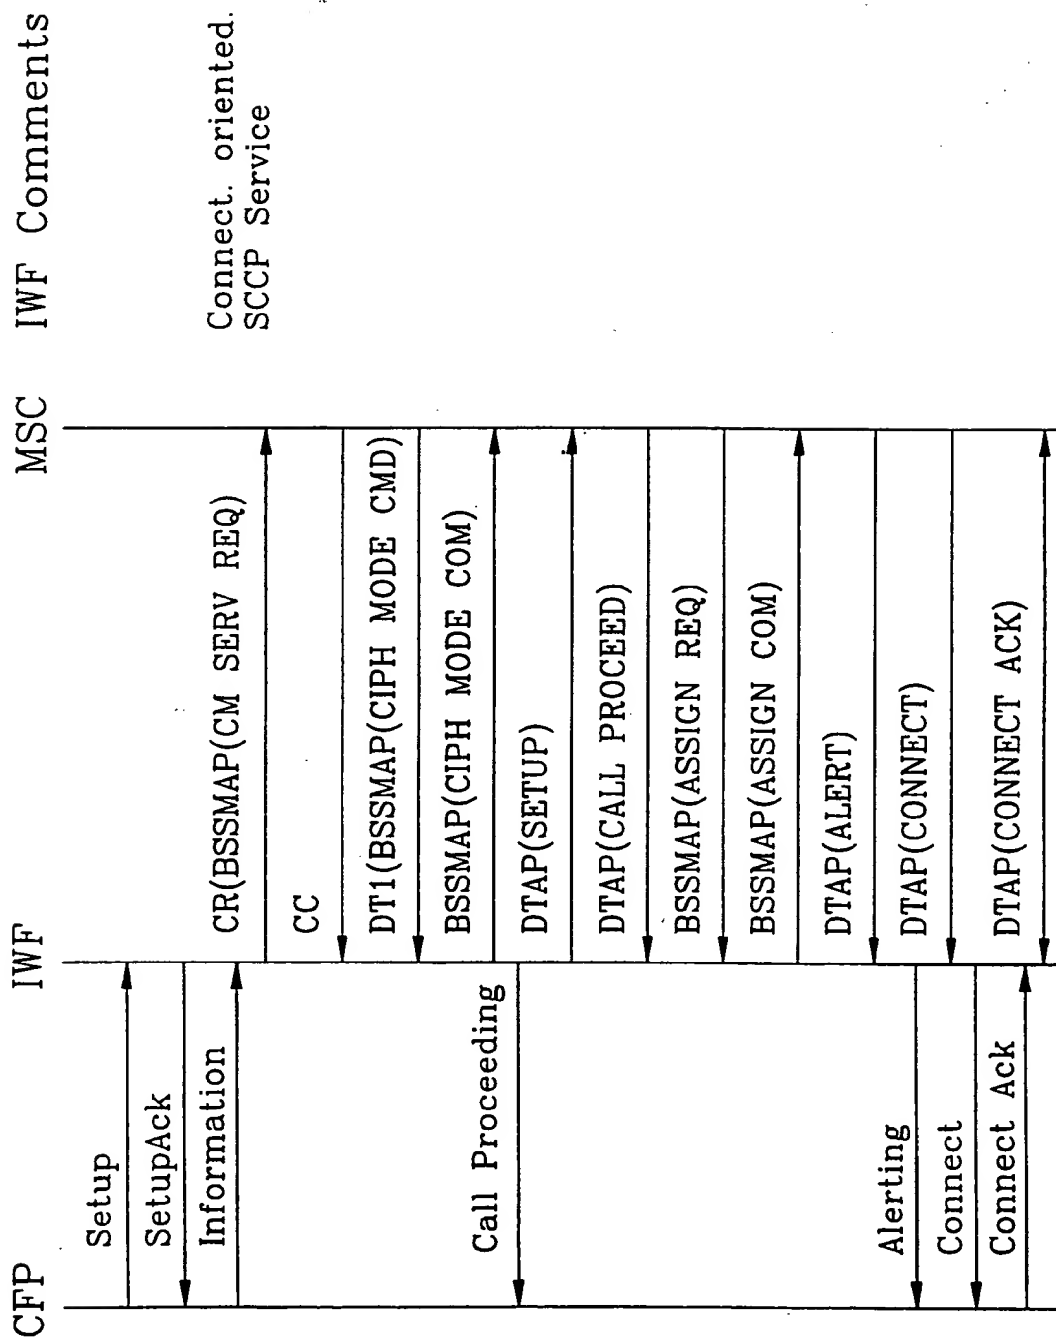 CFP
IWF
MSC
IWF Comments
Setup
SetupAck
Information
CR(BSSMAP(CM SERV REQ)
Connect. oriented.
SCCP Service
CC
DT1(BSSMAP(CIPH MODE CMD)
BSSMAP(CIPH MODE COM)
Call Proceeding
DTAP(SETUP)
DTAP(CALL PROCEED)
BSSMAP(ASSIGN REQ)
BSSMAP(ASSIGN COM)
DTAP(ALERT)
Alerting
DTAP(CONNECT)
Connect
Connect Ack
DTAP(CONNECT ACK)